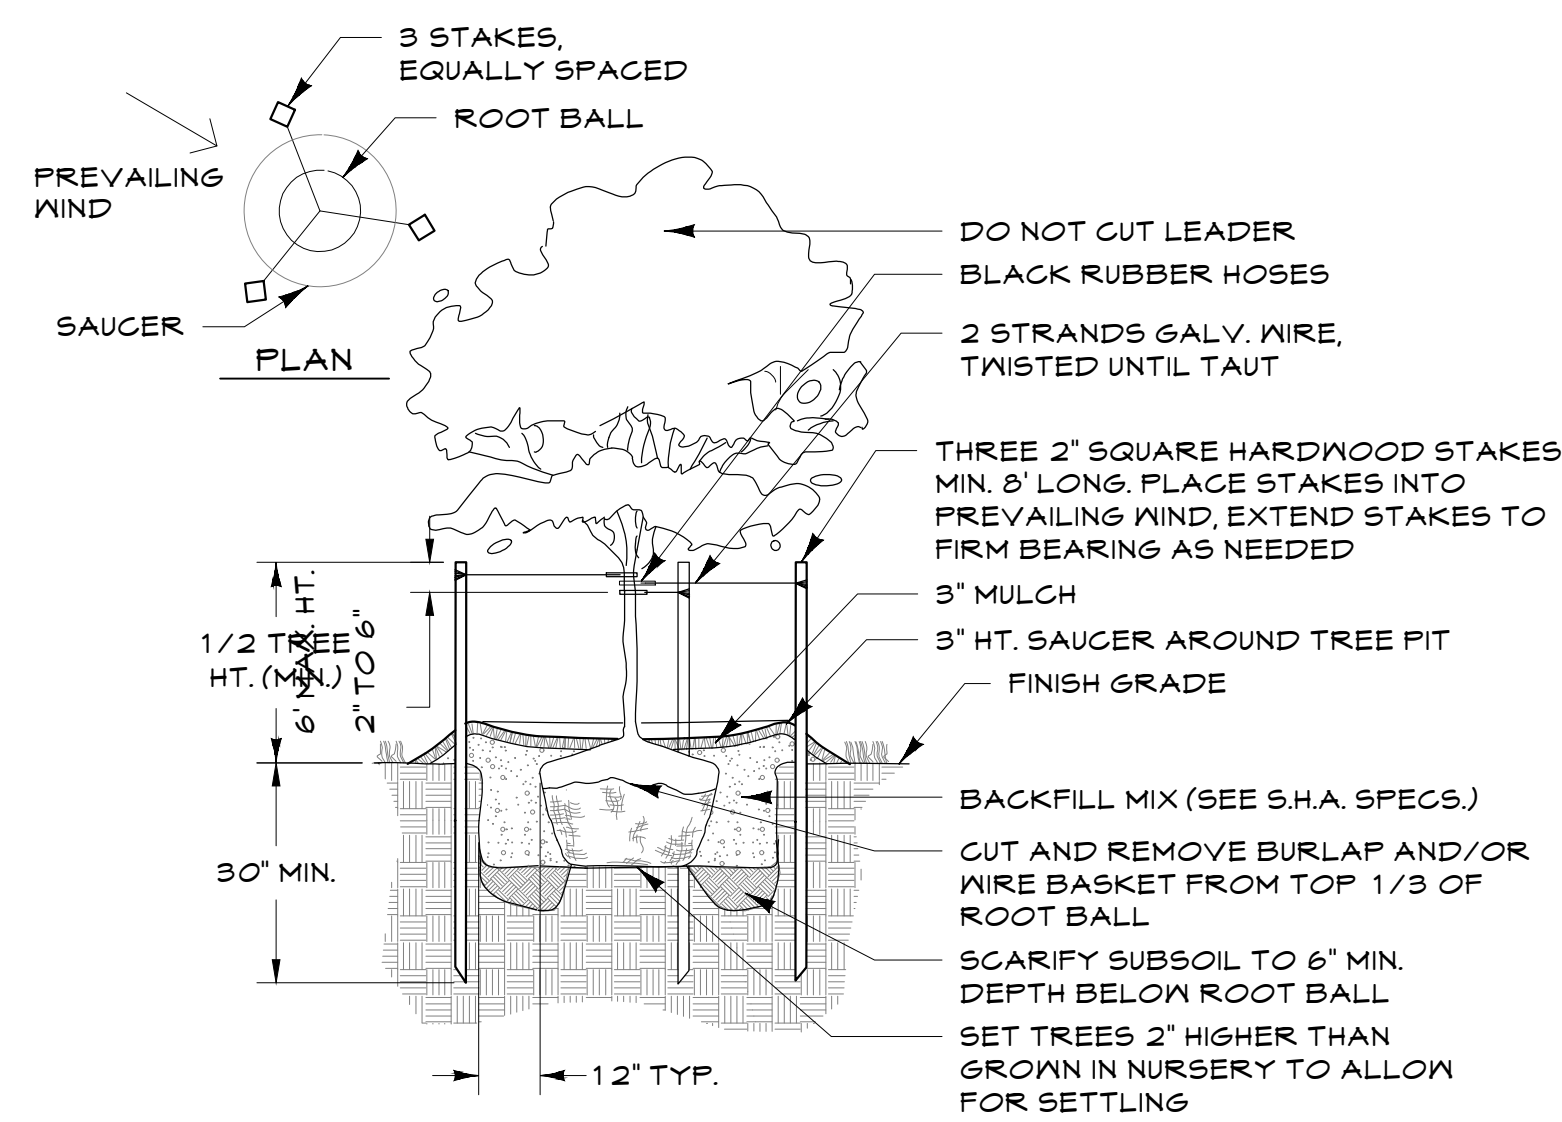 3 STAKES,
EQUALLY SPACED
ROOT BALL
PREVAILING
WIND
SAUCER
PLAN
DO NOT CUT LEADER
BLACK RUBBER HOSES
2 STRANDS GALV. WIRE,
TWISTED UNTIL TAUT
THREE 2" SQUARE HARDWOOD STAKES
MIN. 8' LONG. PLACE STAKES INTO
PREVAILING WIND, EXTEND STAKES TO
FIRM BEARING AS NEEDED
3" MULCH
3" HT. SAUCER AROUND TREE PIT
FINISH GRADE
1/2 TREE
HT. (MIN.)
6' MAX. HT.
2" TO 6"
30" MIN.
BACKFILL MIX (SEE S.H.A. SPECS.)
CUT AND REMOVE BURLAP AND/OR
WIRE BASKET FROM TOP 1/3 OF
ROOT BALL
SCARIFY SUBSOIL TO 6" MIN.
DEPTH BELOW ROOT BALL
SET TREES 2" HIGHER THAN
GROWN IN NURSERY TO ALLOW
FOR SETTLING
12" TYP.